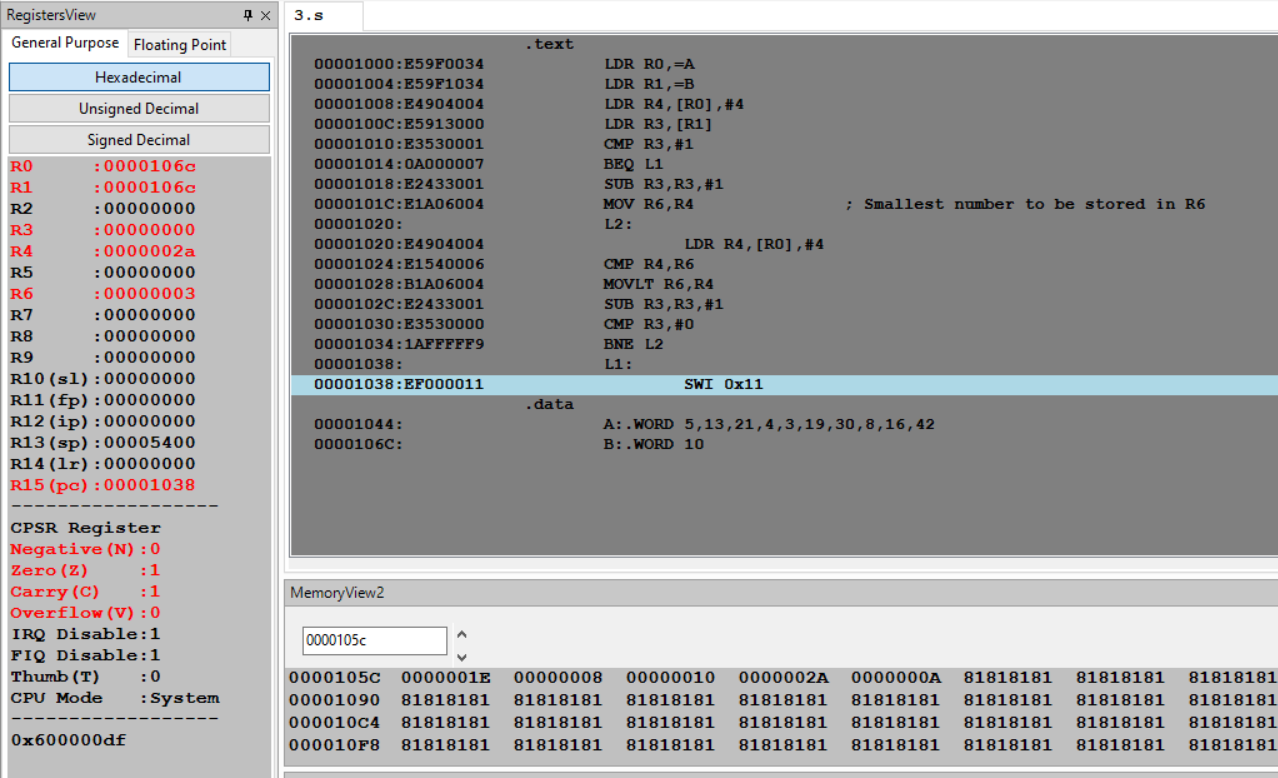 RegistersView
General Purpose Floating Point
Hexadecimal
Unsigned Decimal
Signed Decimal
R0 :0000106c
R1 :0000106c
R2 :00000000
R3 :00000000
R4 :0000002a
R5 :00000000
R6 :00000003
R7 :00000000
R8 :00000000
R9 :00000000
R10(sl):00000000
R11(fp):00000000
R12(ip):00000000
R13(sp):00005400
R14(lr):00000000
R15(pc):00001038
-------------------
CPSR Register
Negative(N):0
Zero(Z) :1
Carry(C) :1
Overflow(V):0
IRQ Disable:1
FIQ Disable:1
Thumb(T) :0
CPU Mode :System
-------------------
0x600000df
3.s
.text
00001000:E59F0034 LDR R0,=A
00001004:E59F1034 LDR R1,=B
00001008:E4904004 LDR R4,[R0],#4
0000100C:E5913000 LDR R3,[R1]
00001010:E3530001 CMP R3,#1
00001014:0A000007 BEQ L1
00001018:E2433001 SUB R3,R3,#1
0000101C:E1A06004 MOV R6,R4 ; Smallest number to be stored in R6
00001020: L2:
00001020:E4904004 LDR R4,[R0],#4
00001024:E1540006 CMP R4,R6
00001028:B1A06004 MOVLT R6,R4
0000102C:E2433001 SUB R3,R3,#1
00001030:E3530000 CMP R3,#0
00001034:1AFFFFF9 BNE L2
00001038: L1:
00001038:EF000011 SWI 0x11
.data
00001044: A:.WORD 5,13,21,4,3,19,30,8,16,42
0000106C: B:.WORD 10
MemoryView2
0000105c
0000105C 0000001E 00000008 00000010 0000002A 0000000A 81818181 81818181 81818181
00001090 81818181 81818181 81818181 81818181 81818181 81818181 81818181 81818181
000010C4 81818181 81818181 81818181 81818181 81818181 81818181 81818181 81818181
000010F8 81818181 81818181 81818181 81818181 81818181 81818181 81818181 81818181